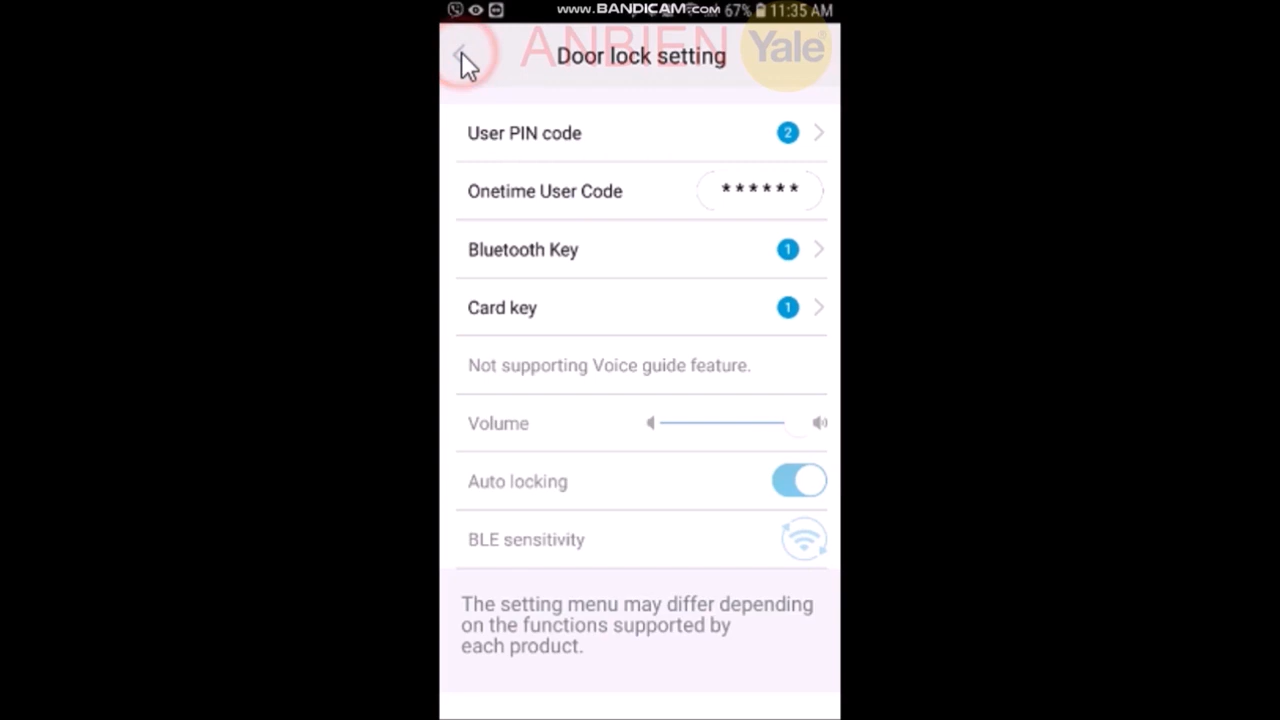 www.BANDICAM.com
67% 11:35 AM
ANBIEN
Yale
Door lock setting
User PIN code 2
Onetime User Code ******
Bluetooth Key 1
Card key 1
Not supporting Voice guide feature.
Volume
Auto locking
BLE sensitivity
The setting menu may differ depending
on the functions supported by
each product.